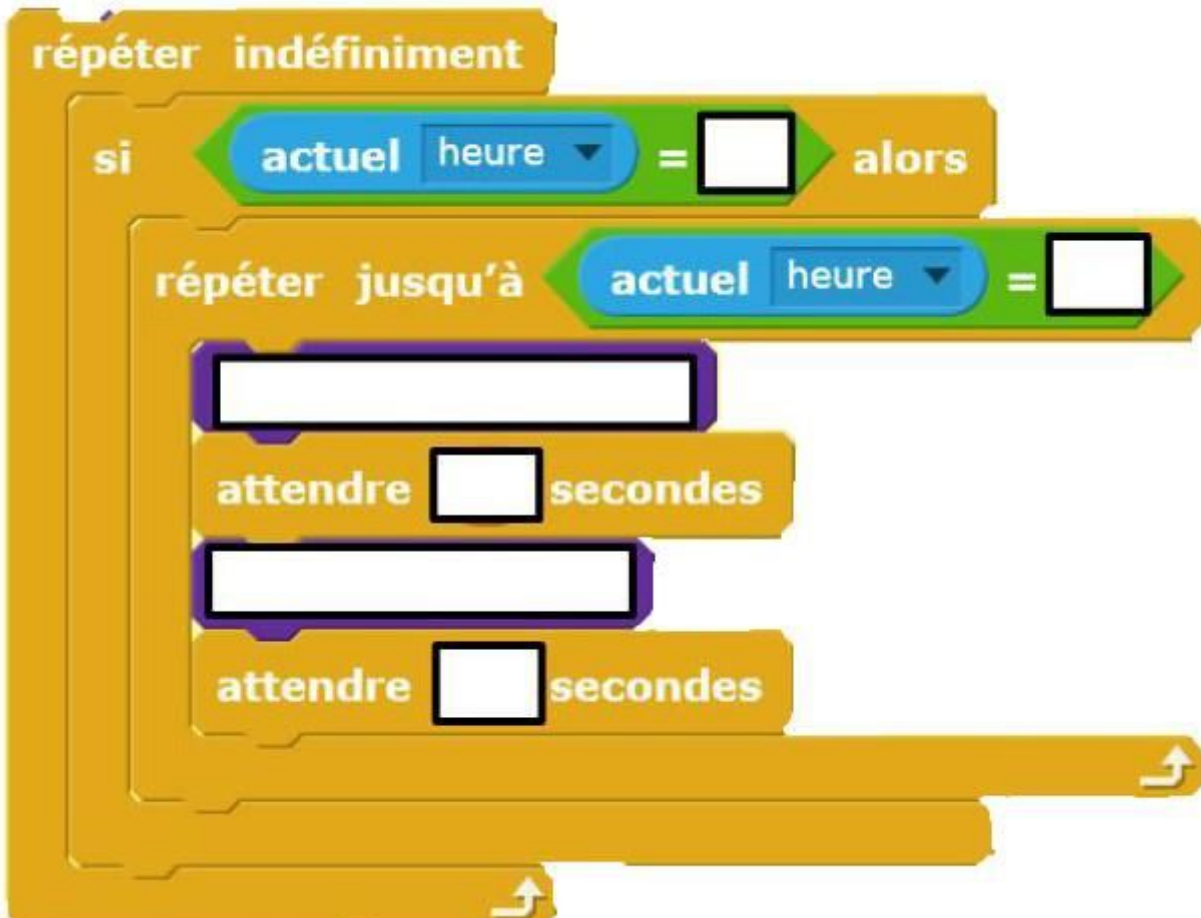 répéter indéfiniment
si actuel heure = alors
répéter jusqu'à actuel heure =
attendre secondes
attendre secondes